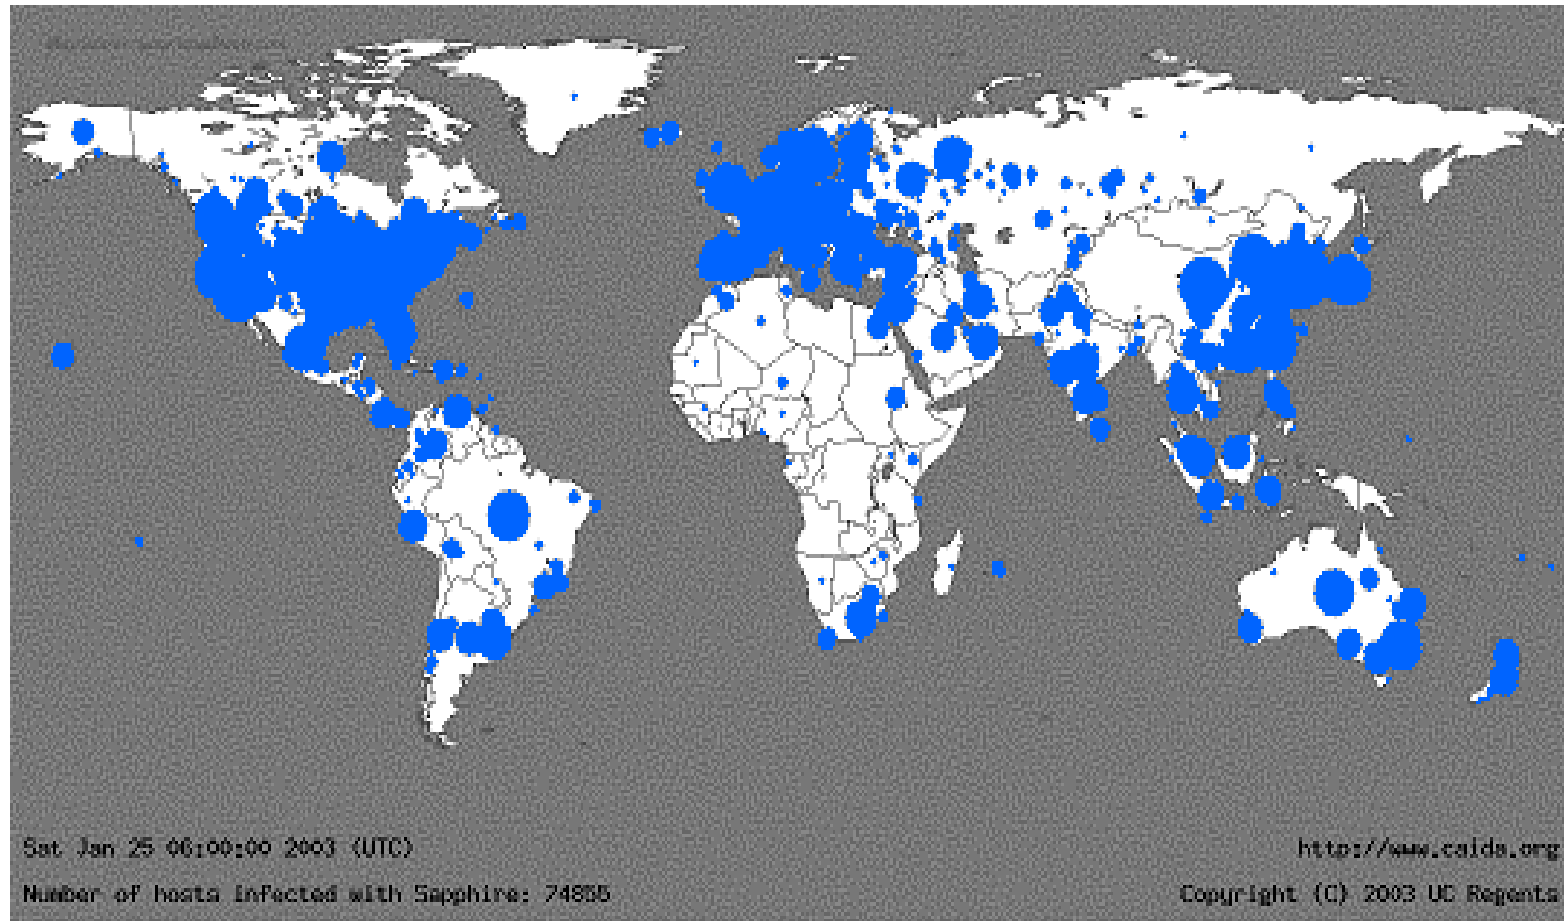 Sat Jan 25 06:00:00 2003 (UTC)
http://www.caida.org
Number of hosts infected with Sapphire: 74855
Copyright (C) 2003 UC Regents